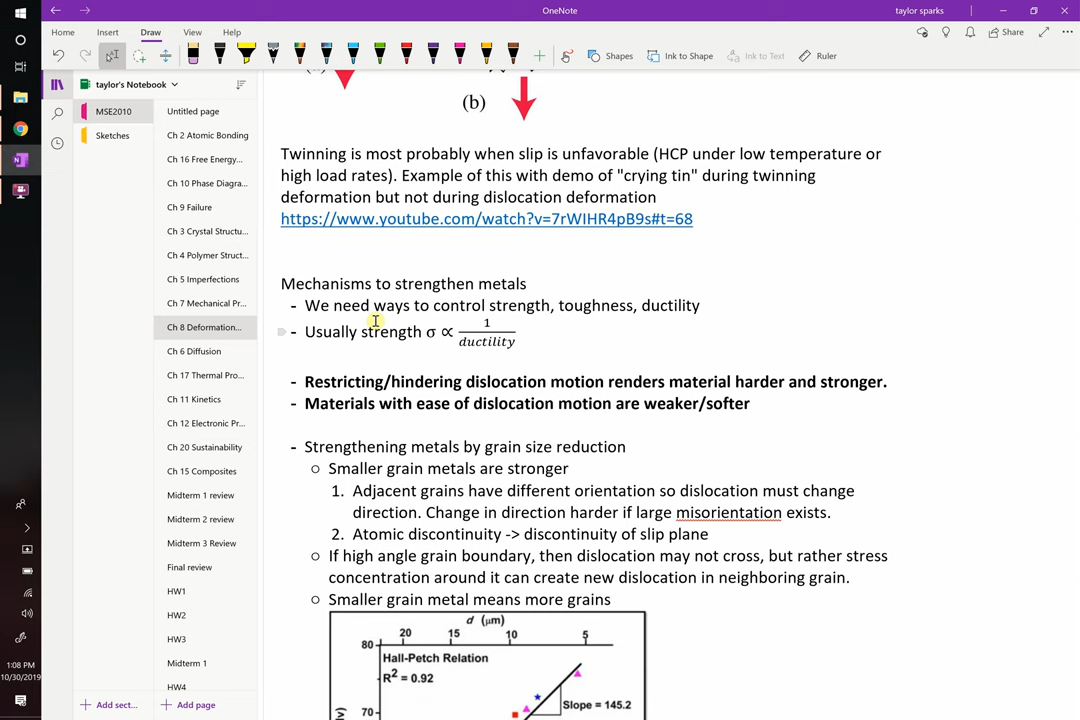 OneNote
taylor sparks
Home
Insert
Draw
View
Help
Share
Shapes
Ink to Shape
Ink to Text
Ruler
taylor's Notebook
MSE2010
Sketches
Untitled page
Ch 2 Atomic Bonding
Ch 16 Free Energy...
Ch 10 Phase Diagra...
Ch 9 Failure
Ch 3 Crystal Structu...
Ch 4 Polymer Struct...
Ch 5 Imperfections
Ch 7 Mechanical Pr...
Ch 8 Deformation...
Ch 6 Diffusion
Ch 17 Thermal Pro...
Ch 11 Kinetics
Ch 12 Electronic Pr...
Ch 20 Sustainability
Ch 15 Composites
Midterm 1 review
Midterm 2 review
Midterm 3 Review
Final review
HW1
HW2
HW3
Midterm 1
HW4
Add sect...
Add page
1:08 PM
10/30/2019
(b)
Twinning is most probably when slip is unfavorable (HCP under low temperature or
high load rates). Example of this with demo of "crying tin" during twinning
deformation but not during dislocation deformation
https://www.youtube.com/watch?v=7rWIHR4pB9s#t=68
Mechanisms to strengthen metals
- We need ways to control strength, toughness, ductility
- Usually strength σ ∝ 1/ductility
- Restricting/hindering dislocation motion renders material harder and stronger.
- Materials with ease of dislocation motion are weaker/softer
- Strengthening metals by grain size reduction
○ Smaller grain metals are stronger
1. Adjacent grains have different orientation so dislocation must change
direction. Change in direction harder if large misorientation exists.
2. Atomic discontinuity -> discontinuity of slip plane
○ If high angle grain boundary, then dislocation may not cross, but rather stress
concentration around it can create new dislocation in neighboring grain.
○ Smaller grain metal means more grains
d (μm)
20 15 10 5
80
Hall-Petch Relation
R² = 0.92
Slope = 145.2
70